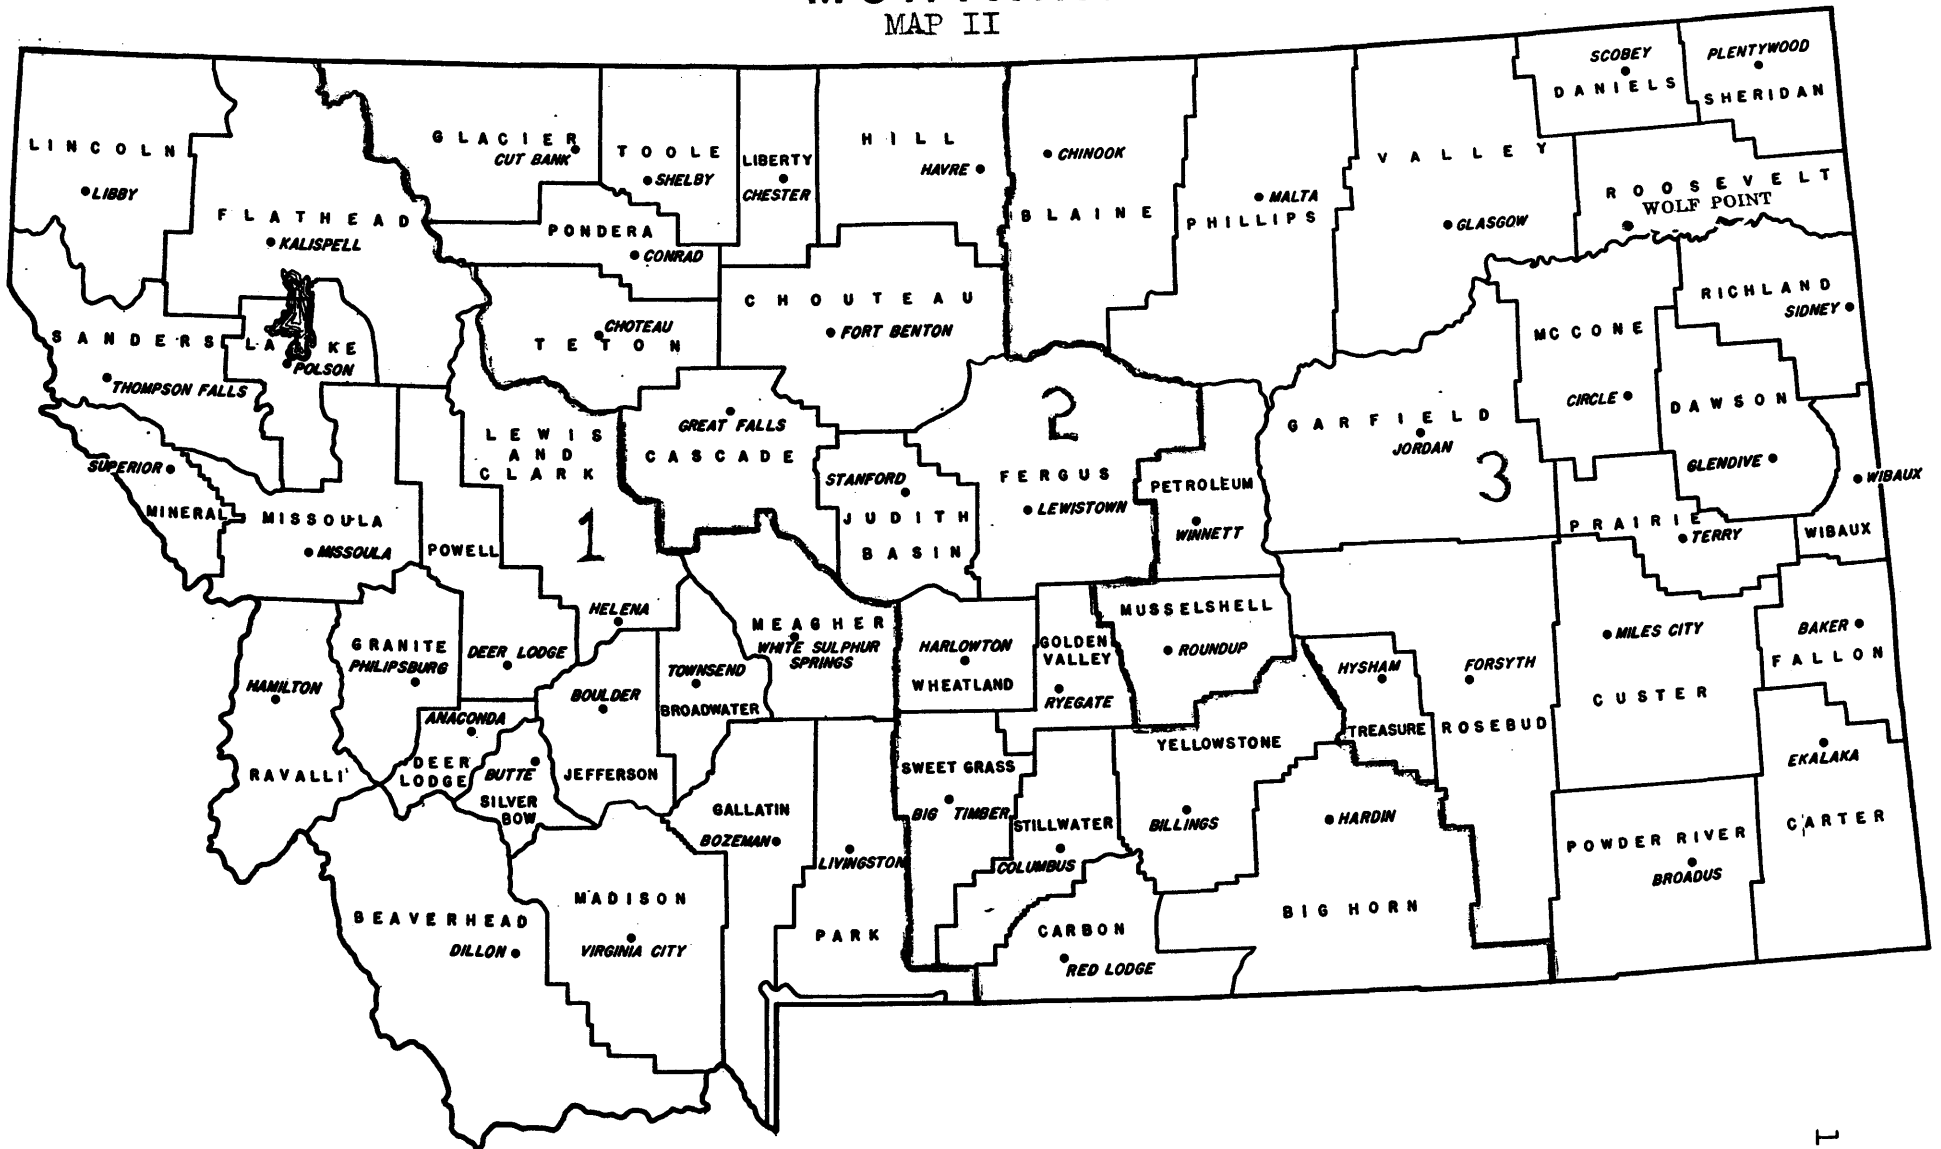 MAP II
SCOBEY
DANIELS
PLENTYWOOD
SHERIDAN
LINCOLN
LIBBY
GLACIER
CUT BANK
TOOLE
SHELBY
LIBERTY
CHESTER
HILL
HAVRE
CHINOOK
BLAINE
MALTA
PHILLIPS
VALLEY
GLASGOW
ROOSEVELT
WOLF POINT
FLATHEAD
KALISPELL
PONDERA
CONRAD
RICHLAND
SIDNEY
CHOUTEAU
FORT BENTON
SANDERS
THOMPSON FALLS
LAKE
POLSON
CHOTEAU
TETON
MCCONE
CIRCLE
DAWSON
GLENDIVE
GREAT FALLS
CASCADE
2
GARFIELD
JORDAN
3
LEWIS
AND
CLARK
1
SUPERIOR
MINERAL
MISSOULA
MISSOULA
POWELL
STANFORD
JUDITH
BASIN
FERGUS
LEWISTOWN
PETROLEUM
WINNETT
WIBAUX
PRAIRIE
TERRY
WIBAUX
HELENA
MEAGHER
WHITE SULPHUR
SPRINGS
MUSSELSHELL
ROUNDUP
GRANITE
PHILIPSBURG
DEER LODGE
HARLOWTON
WHEATLAND
GOLDEN
VALLEY
RYEGATE
MILES CITY
CUSTER
BAKER
FALLON
HAMILTON
RAVALLI
BOULDER
JEFFERSON
TOWNSEND
BROADWATER
HYSHAM
TREASURE
FORSYTH
ROSEBUD
ANACONDA
DEER
LODGE
BUTTE
SILVER
BOW
YELLOWSTONE
BILLINGS
SWEET GRASS
BIG TIMBER
STILLWATER
COLUMBUS
EKALAKA
CARTER
GALLATIN
BOZEMAN
LIVINGSTON
PARK
HARDIN
BIG HORN
POWDER RIVER
BROADUS
BEAVERHEAD
DILLON
MADISON
VIRGINIA CITY
CARBON
RED LODGE
1